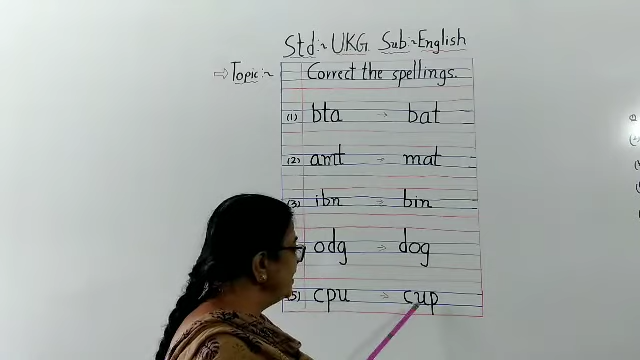 Std:~ UKG Sub:~ English
⇨ Topic:~ Correct the spellings.
(1) bta → bat
(2) amt → mat
(3) ibn → bin
odg → dog
5) cpu → cup